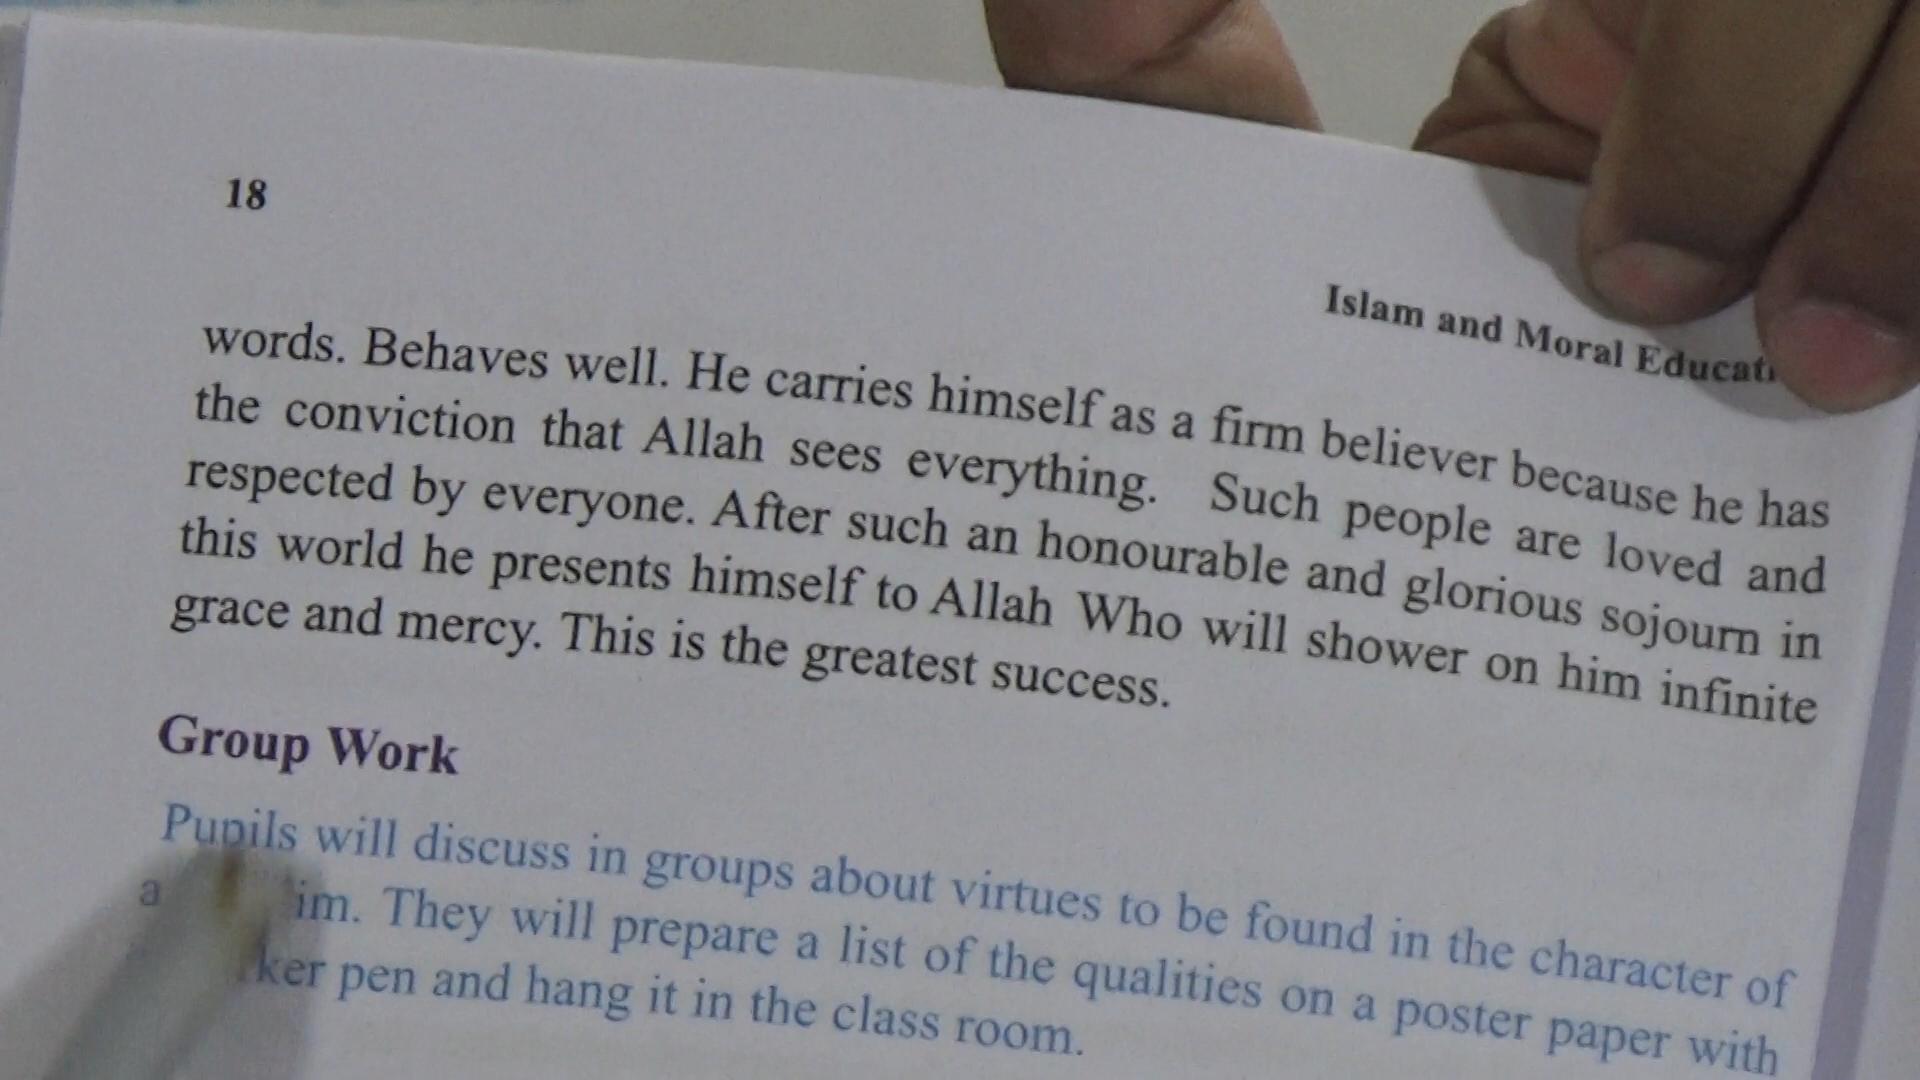 18
Islam and Moral
words. Behaves well. He carries himself as a firm believer because he has
the conviction that Allah sees everything. Such people are loved and
respected by everyone. After such an honourable and glorious sojourn in
this world he presents himself to Allah Who will shower on him infinite
grace and mercy. This is the greatest success.
Group Work
Pupils will discuss in groups about virtues to be found in the character of
a They will prepare a list of the qualities on a poster paper with
pen and hang it in the class room.